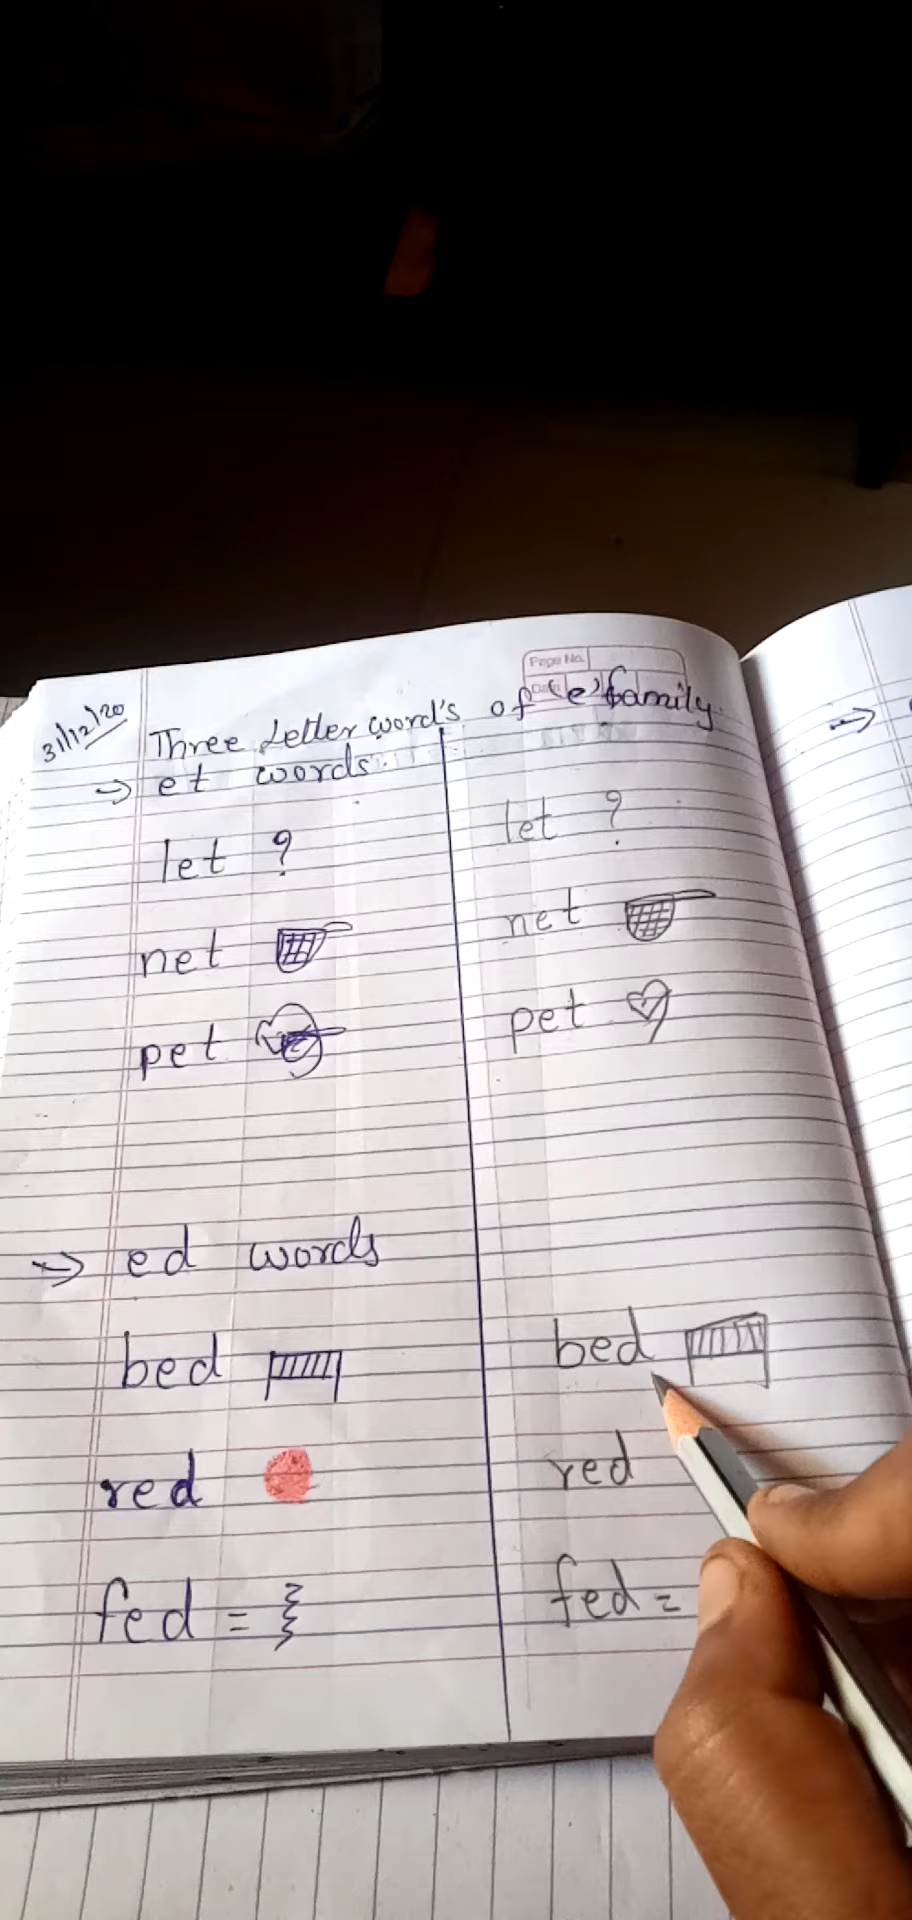 Page No.
Date
31/12/20
Three Letter word's of 'e' family.
→ et words.
let ? let ?
net net
pet pet
→ ed words
bed bed
red red
fed = fed =